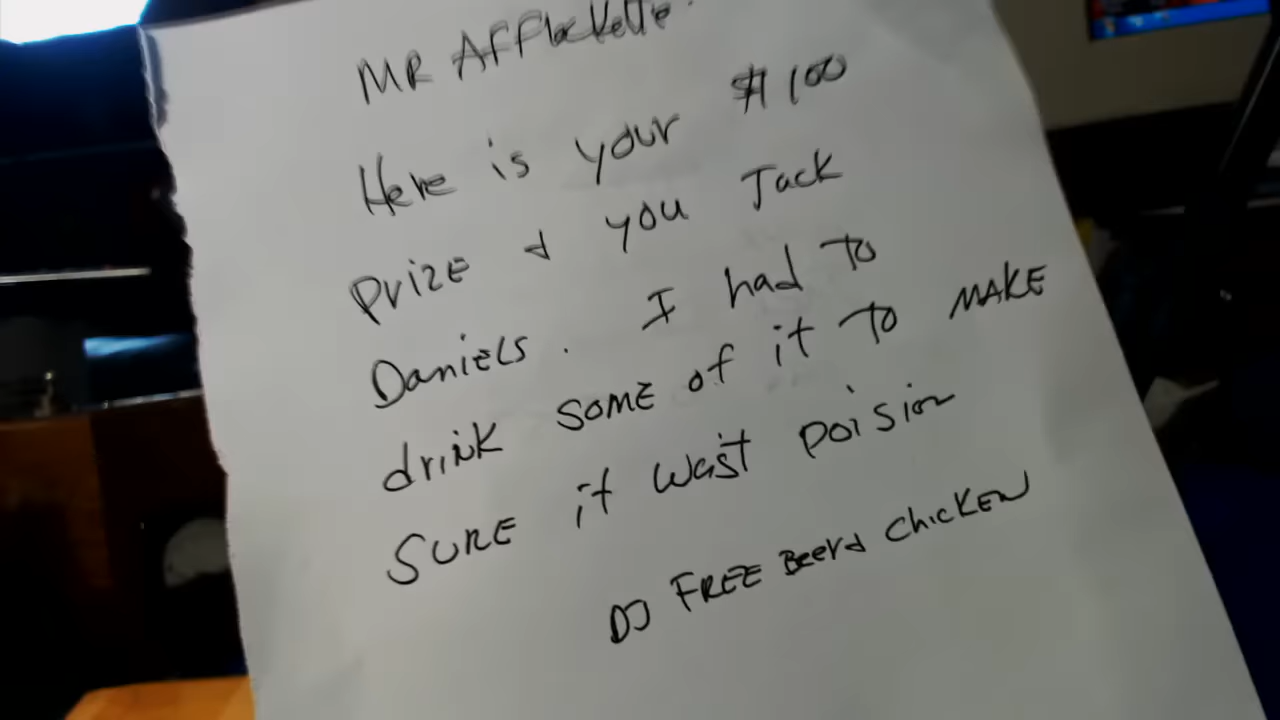 MR Afflackette.
Here is your $100
prize & you Jack
Daniels. I had to
drink some of it to make
sure it wast poision
DJ Free Beer & Chicken